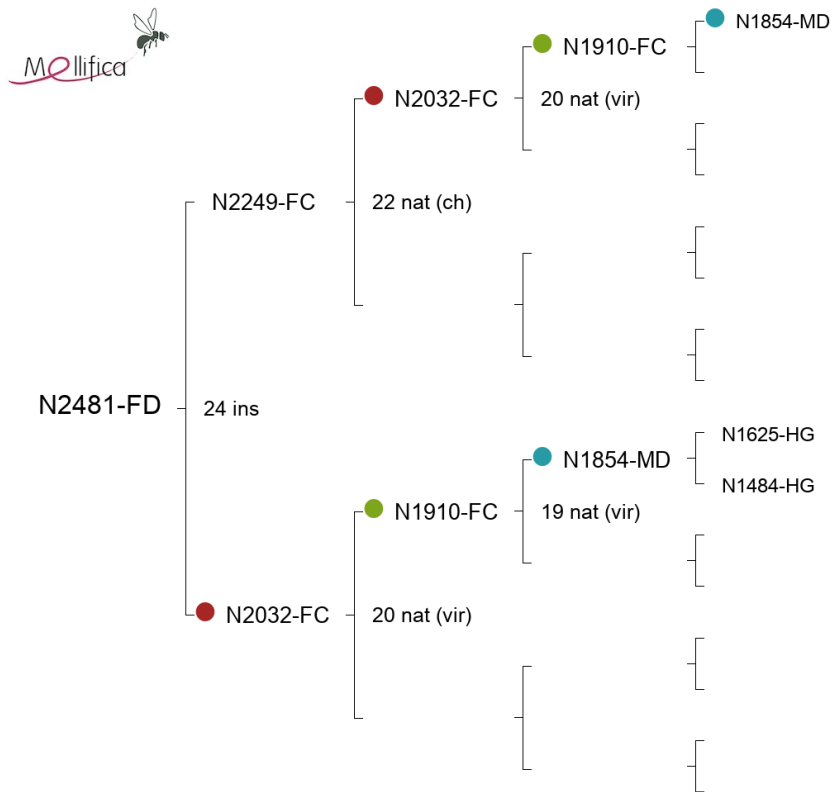 Mellifica
N1854-MD
N1910-FC
N2032-FC
20 nat (vir)
N2249-FC
22 nat (ch)
N2481-FD
24 ins
N1625-HG
N1854-MD
N1484-HG
N1910-FC
19 nat (vir)
N2032-FC
20 nat (vir)